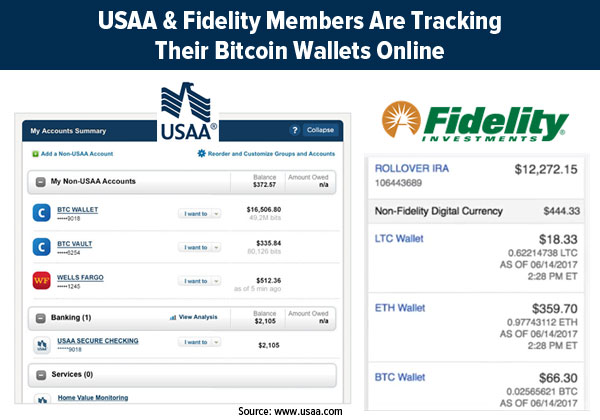 USAA & Fidelity Members Are Tracking
Their Bitcoin Wallets Online
USAA®
My Accounts Summary
? Collapse
Add a Non-USAA Account
Reorder and Customize Groups and Accounts
My Non-USAA Accounts
Balance
$372.57
Amount Owed
n/a
C
BTC WALLET
•••••9018
I want to
$16,506.80
49.2M bits
C
BTC VAULT
•••••6254
I want to
$335.84
80,126 bits
WF
WELLS FARGO
•••••1245
I want to
$512.36
as of 5 min ago
Banking (1)
View Analysis
Balance
$2,105
Amount Owed
n/a
USAA
USAA SECURE CHECKING
•••••9018
I want to
$2,105
Services (0)
Home Value Monitoring
Fidelity
INVESTMENTS®
ROLLOVER IRA
106443689
$12,272.15
Non-Fidelity Digital Currency
$444.33
LTC Wallet
$18.33
0.62214738 LTC
AS OF 06/14/2017
2:28 PM ET
ETH Wallet
$359.70
0.97743112 ETH
AS OF 06/14/2017
2:28 PM ET
BTC Wallet
$66.30
0.02565621 BTC
AS OF 06/14/2017
Source: www.usaa.com